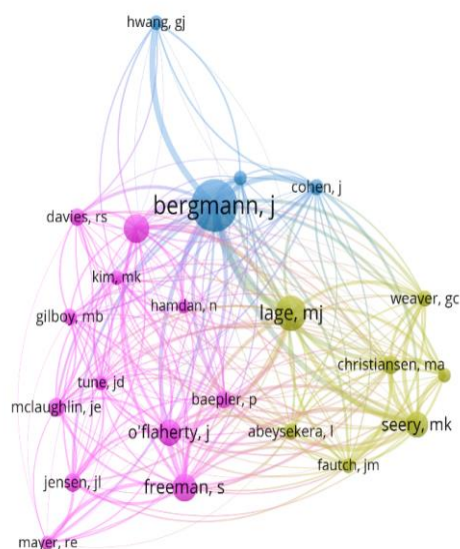 hwang, gj
bergmann, j
cohen, j
davies, rs
kim, mk
hamdan, n
gilboy, mb
lage, mj
weaver, gc
christiansen, ma
tune, jd
mclaughlin, je
baepler, p
o'flaherty, j
abeysekera, l
seery, mk
fautch, jm
jensen, jl
freeman, s
mayer, re